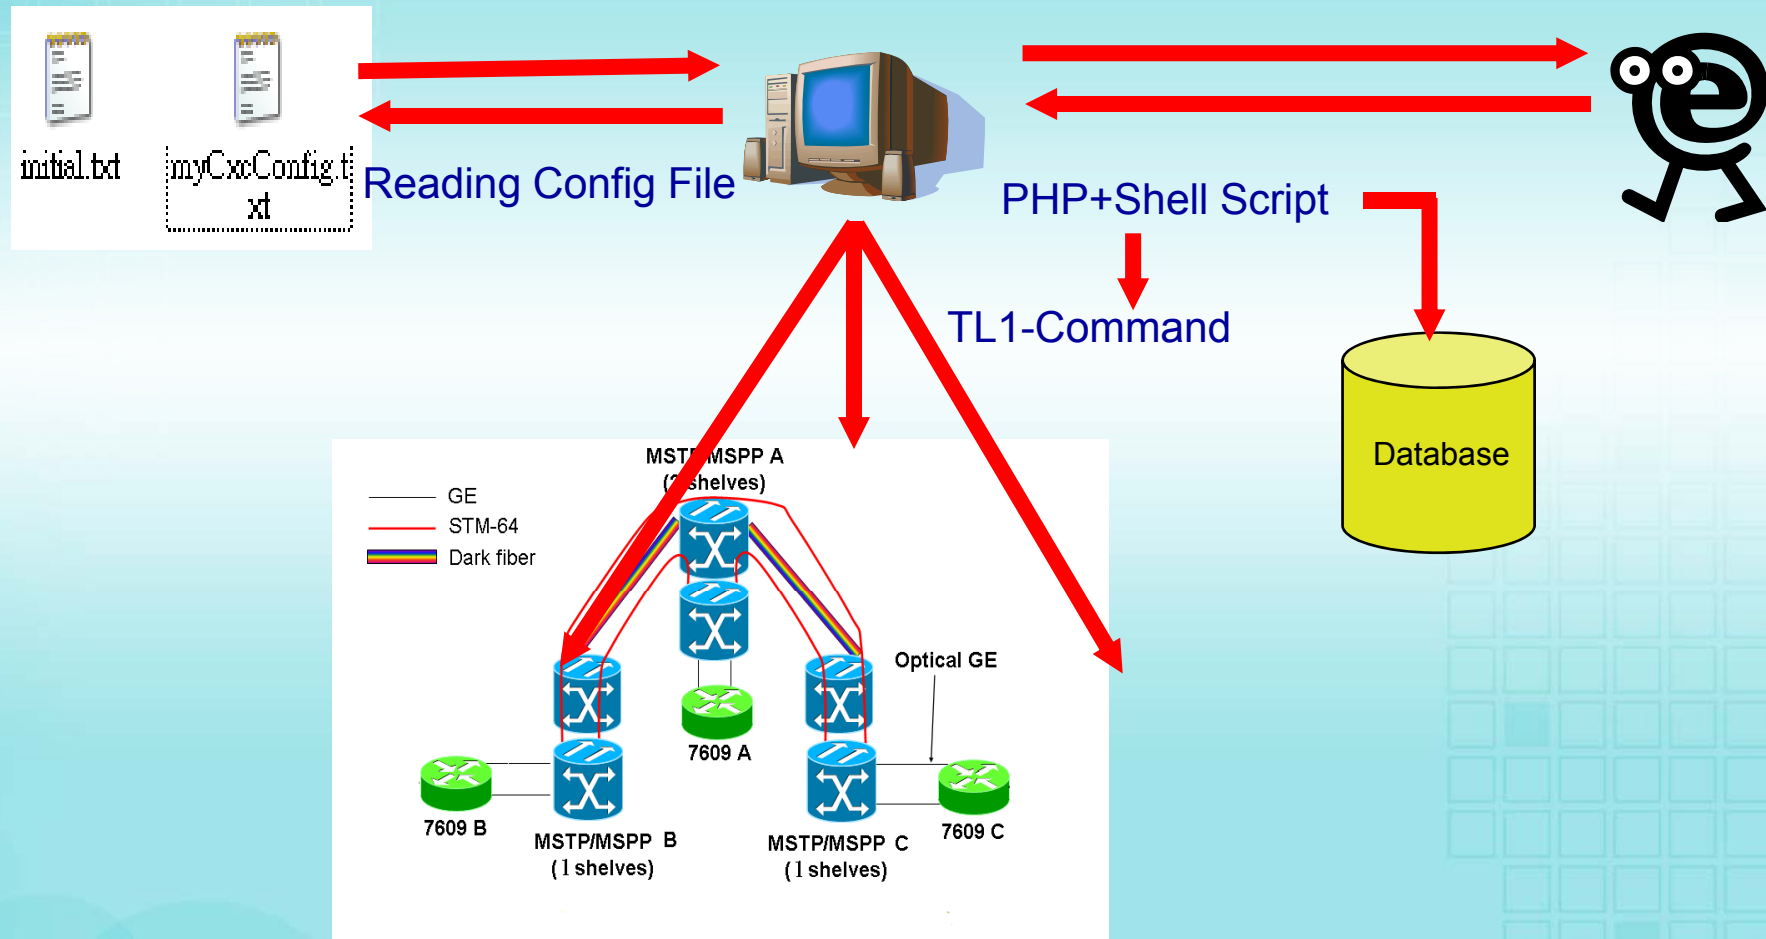 initial.txt
myCxcConfig.t
xt
Reading Config File
PHP+Shell Script
TL1-Command
Database
MSTP/MSPP A
shelves)
GE
STM-64
Dark fiber
Optical GE
7609 A
7609 B
MSTP/MSPP B
(1 shelves)
MSTP/MSPP C
(1 shelves)
7609 C